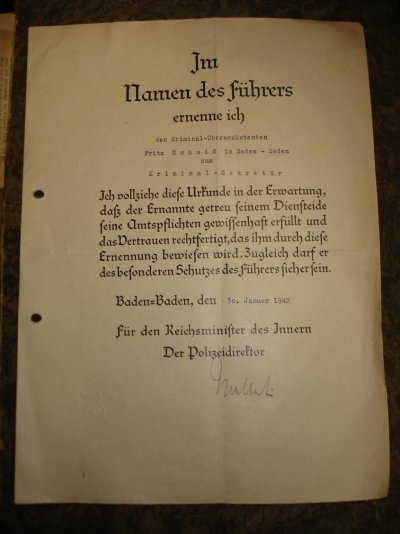 Im
Namen des Führers
ernenne ich
den Kriminal-Oberassistenten
Fritz Schmid in Baden - Baden
zum
Kriminal-Sekretär
Ich vollziehe diese Urkunde in der Erwartung,
daß der Ernannte getreu seinem Diensteide
seine Amtspflichten gewissenhaft erfüllt und
das Vertrauen rechtfertigt, das ihm durch diese
Ernennung bewiesen wird. Zugleich darf er
des besonderen Schutzes des Führers sicher sein.
Baden=Baden, den 30. Januar 1942
Für den Reichsminister des Innern
Der Polizeidirektor